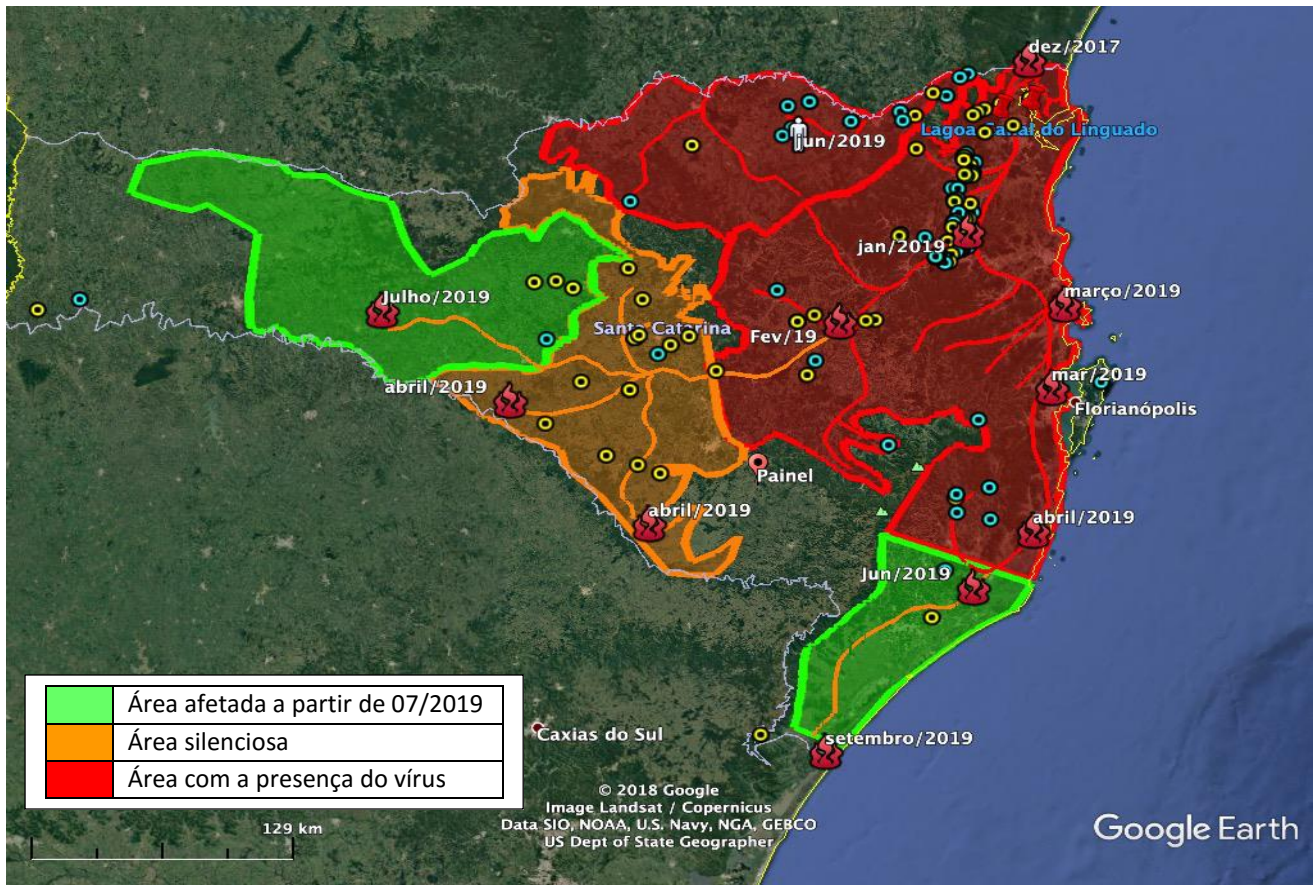 dez/2017
Lagoa Canal do Linguado
jun/2019
jan/2019
Julho/2019
março/2019
Santa Catarina
Fev/19
abril/2019
mar/2019
Florianópolis
Painel
abril/2019
abril/2019
Jun/2019
setembro/2019
Caxias do Sul
Área afetada a partir de 07/2019
Área silenciosa
Área com a presença do vírus
129 km
© 2018 Google
Image Landsat / Copernicus
Data SIO, NOAA, U.S. Navy, NGA, GEBCO
US Dept of State Geographer
Google Earth